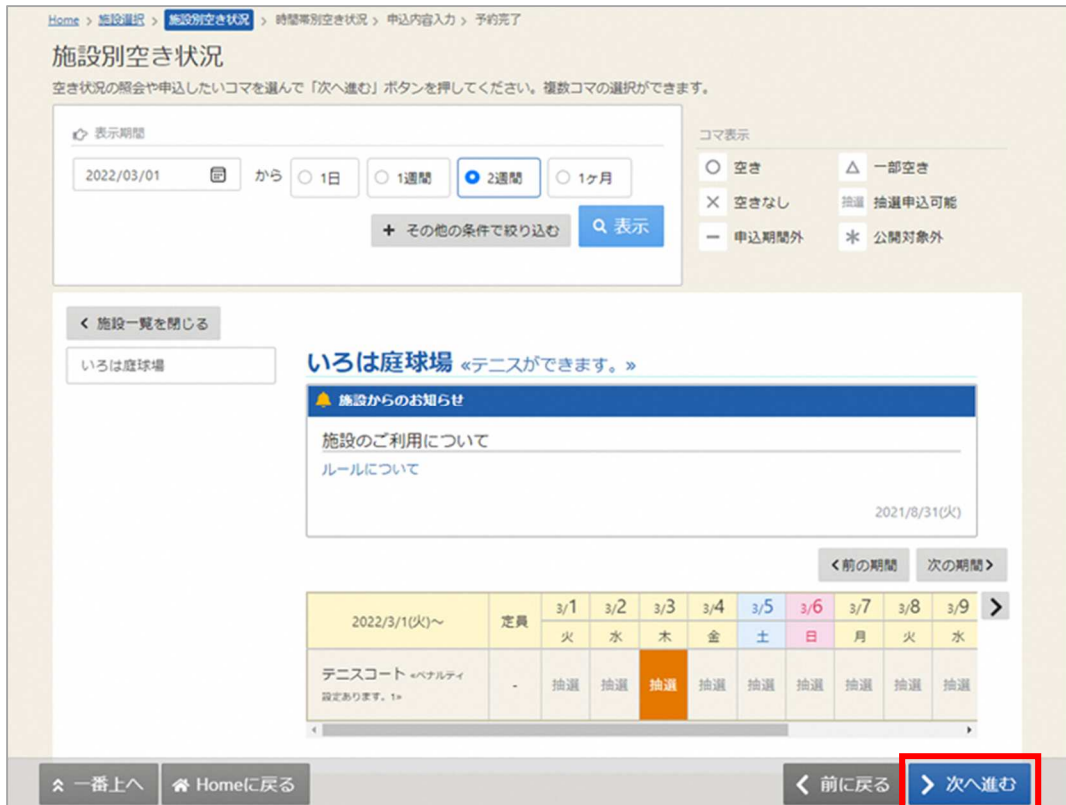 Home > 施設選択 > 施設別空き状況 > 時間帯別空き状況 > 申込内容入力 > 予約完了
施設別空き状況
空き状況の照会や申込したいコマを選んで「次へ進む」ボタンを押してください。複数コマの選択ができます。
表示期間
2022/03/01 から 1日 1週間 2週間 1ヶ月
+ その他の条件で絞り込む 表示
コマ表示
○ 空き △ 一部空き
× 空きなし 抽選 抽選申込可能
― 申込期間外 ＊ 公開対象外
< 施設一覧を閉じる
いろは庭球場
いろは庭球場 «テニスができます。»
施設からのお知らせ
施設のご利用について
ルールについて
2021/8/31(火)
<前の期間 次の期間>
2022/3/1(火)～ 定員 3/1 3/2 3/3 3/4 3/5 3/6 3/7 3/8 3/9 >
火 水 木 金 土 日 月 火 水
テニスコート «ペナルティ
設定あります。1» - 抽選 抽選 抽選 抽選 抽選 抽選 抽選 抽選 抽選
一番上へ Homeに戻る < 前に戻る > 次へ進む